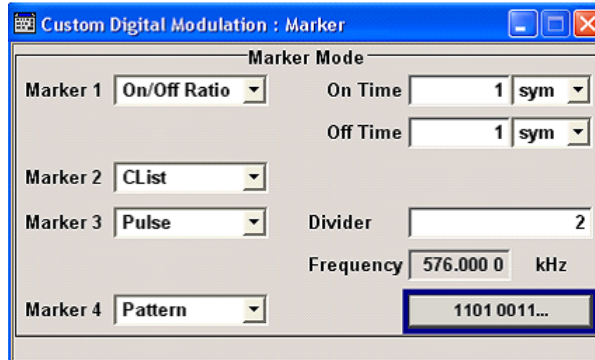 Custom Digital Modulation : Marker
Marker Mode
Marker 1 On/Off Ratio On Time 1 sym
Off Time 1 sym
Marker 2 CList
Marker 3 Pulse Divider 2
Frequency 576.000 0 kHz
Marker 4 Pattern 1101 0011...